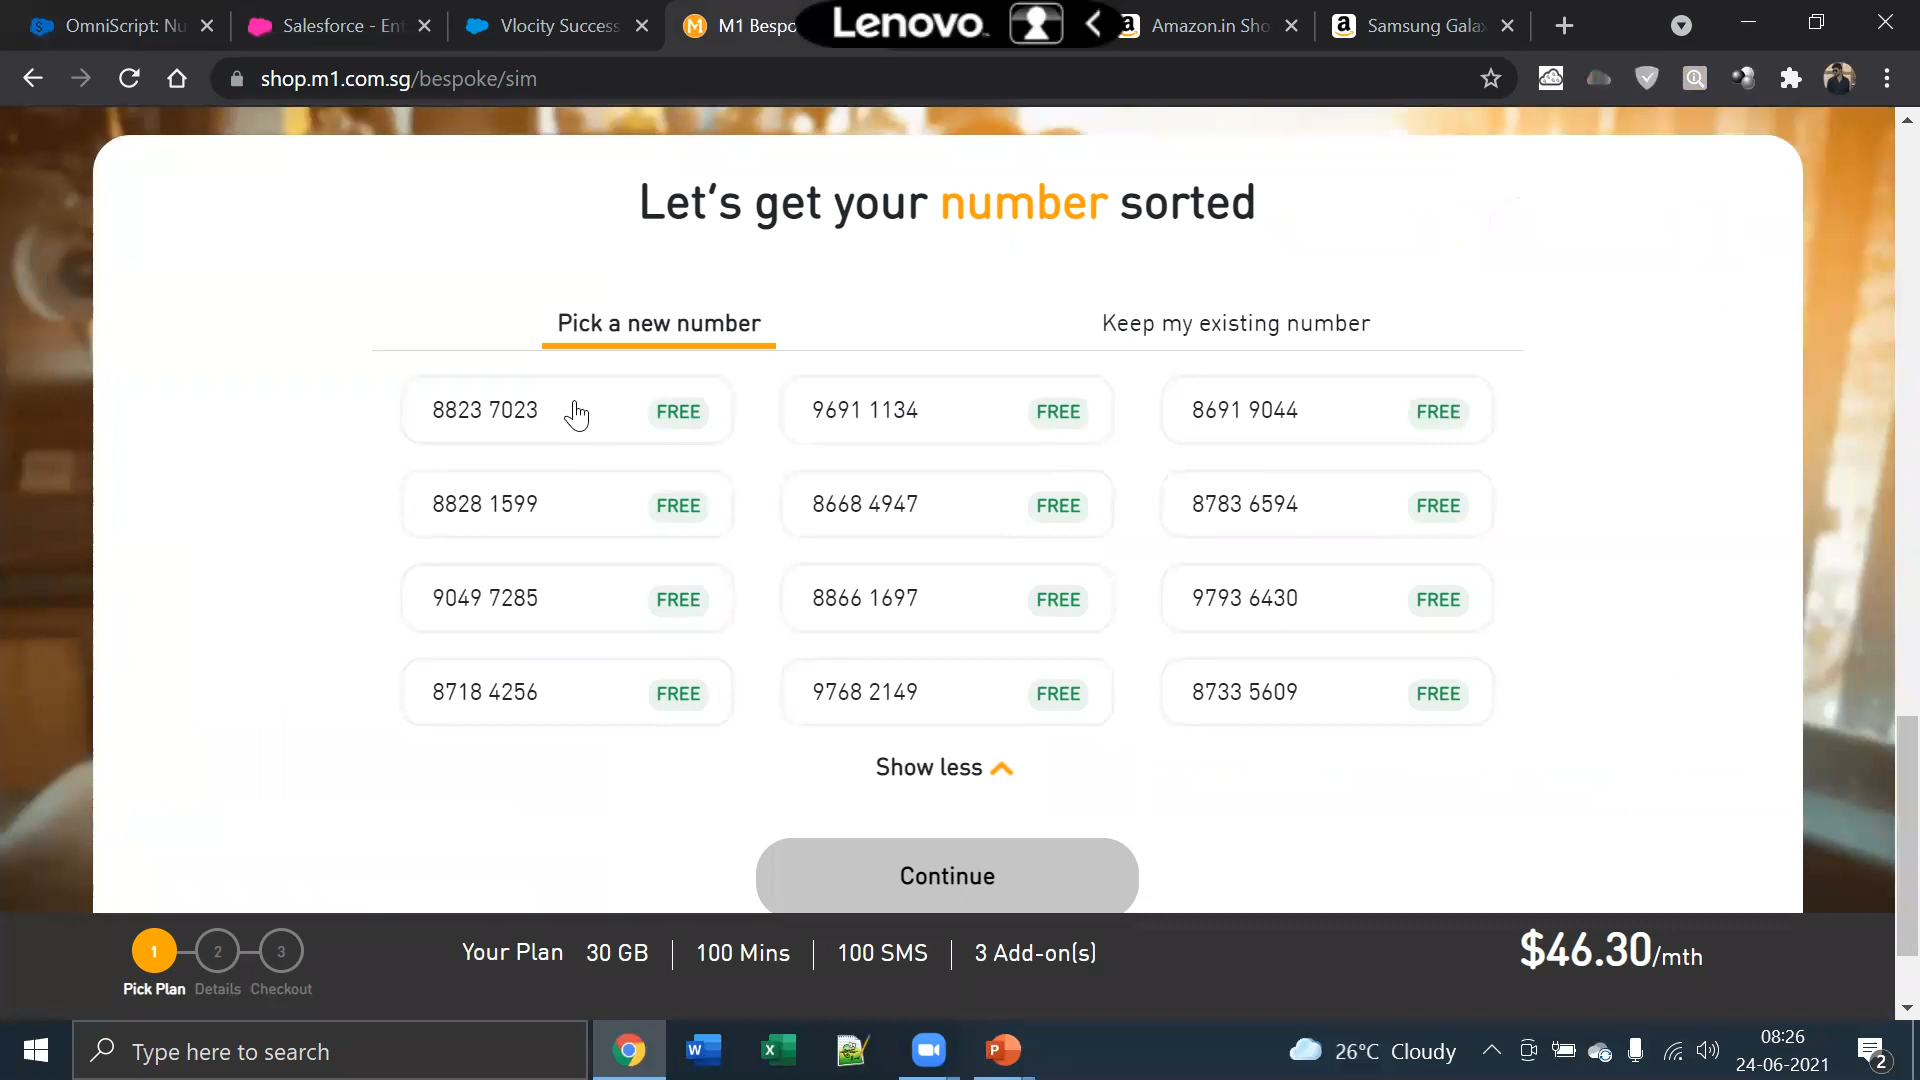 OmniScript: Nu
Salesforce - Ent
Vlocity Success
M1 Bespo
Lenovo
Amazon.in Sho
Samsung Galax
shop.m1.com.sg/bespoke/sim
Let's get your number sorted
Pick a new number
Keep my existing number
8823 7023 FREE
9691 1134 FREE
8691 9044 FREE
8828 1599 FREE
8668 4947 FREE
8783 6594 FREE
9049 7285 FREE
8866 1697 FREE
9793 6430 FREE
8718 4256 FREE
9768 2149 FREE
8733 5609 FREE
Show less
Continue
1 2 3
Pick Plan Details Checkout
Your Plan 30 GB 100 Mins 100 SMS 3 Add-on(s)
$46.30/mth
Type here to search
26°C Cloudy
08:26
24-06-2021
2